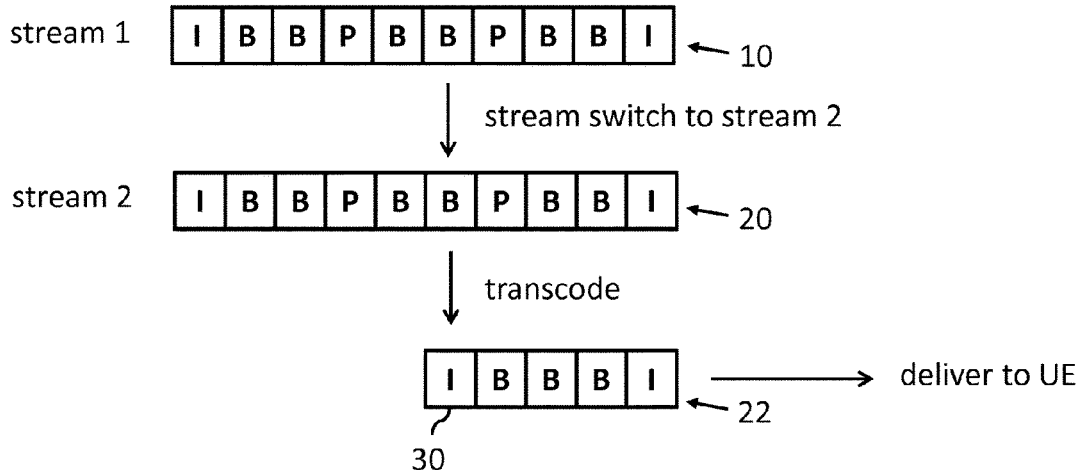 stream 1 I B B P B B P B B I 10
stream switch to stream 2
stream 2 I B B P B B P B B I 20
transcode
I B B B I deliver to UE
22
30